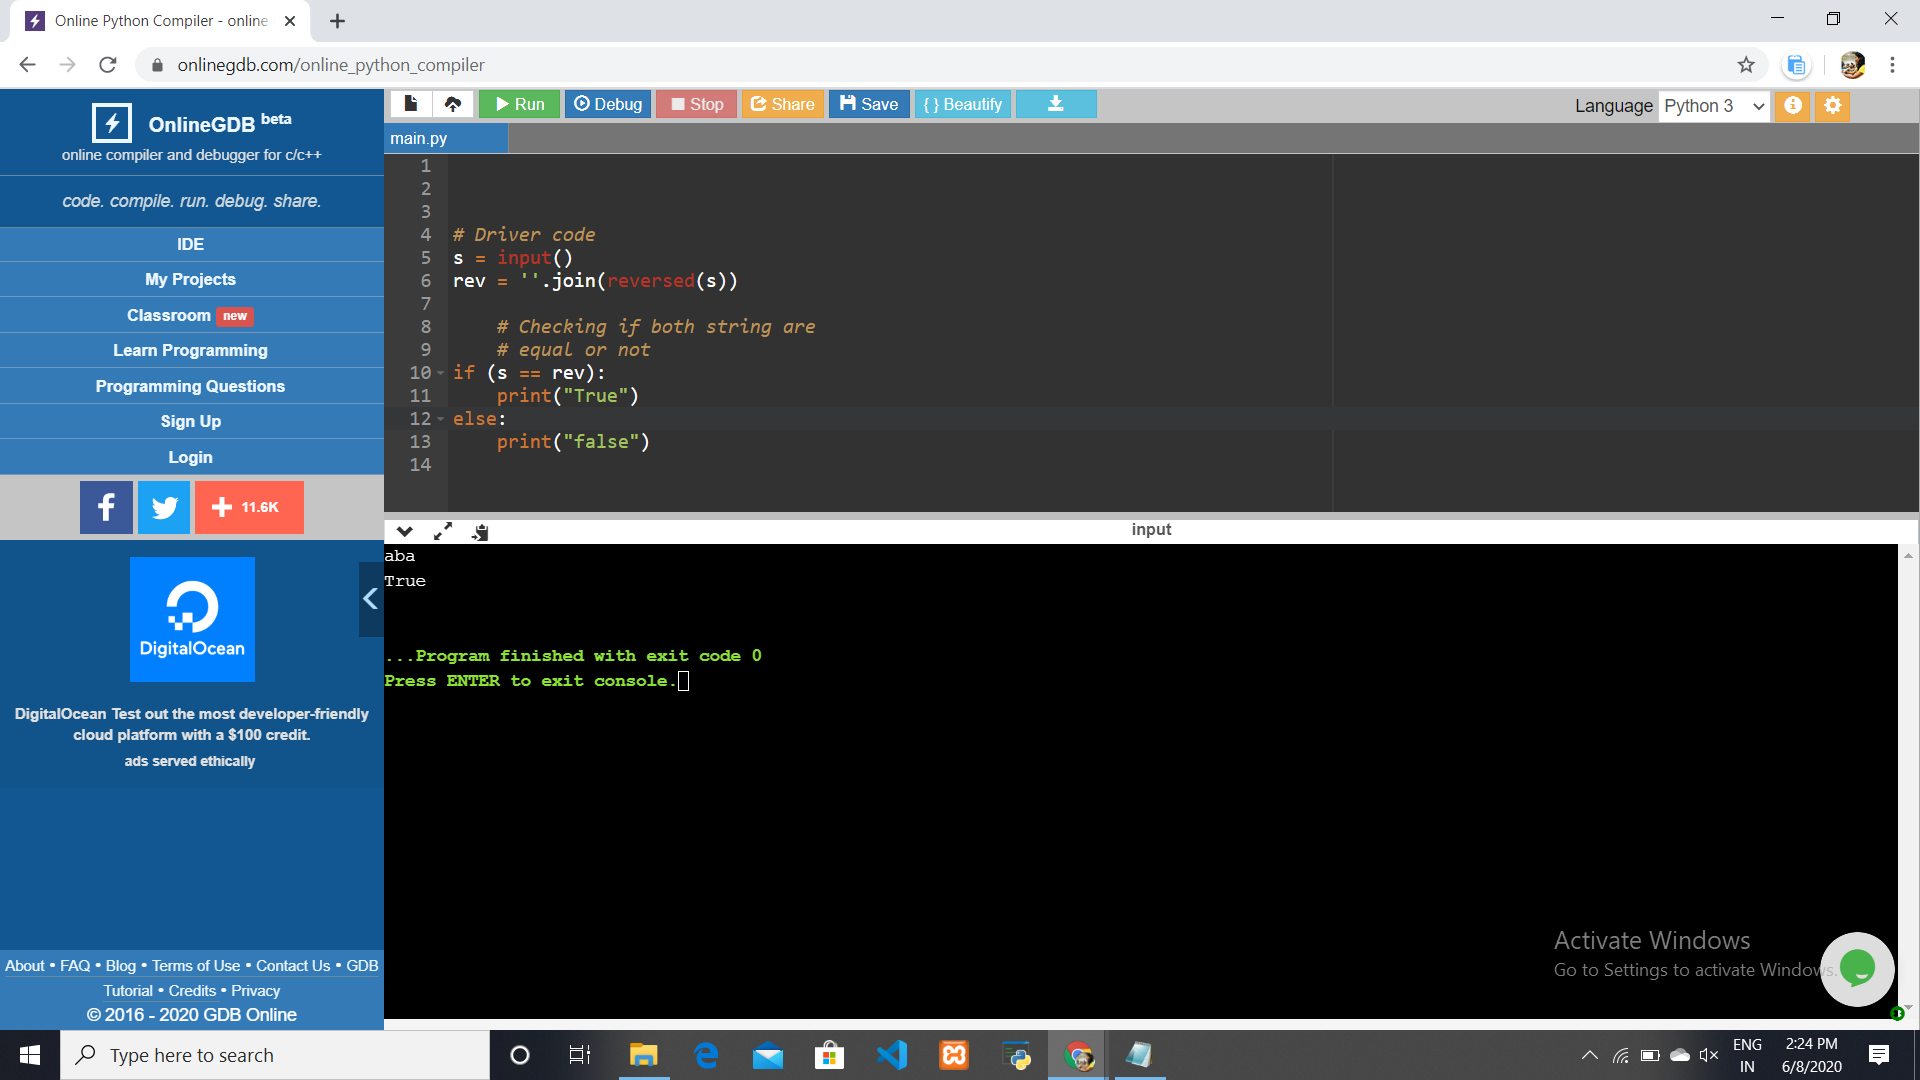 Online Python Compiler - online
onlinegdb.com/online_python_compiler
OnlineGDB beta
online compiler and debugger for c/c++
code. compile. run. debug. share.
IDE
My Projects
Classroom new
Learn Programming
Programming Questions
Sign Up
Login
11.6K
DigitalOcean
DigitalOcean Test out the most developer-friendly
cloud platform with a $100 credit.
ads served ethically
About • FAQ • Blog • Terms of Use • Contact Us • GDB
Tutorial • Credits • Privacy
© 2016 - 2020 GDB Online
Run Debug Stop Share Save { } Beautify
Language Python 3
main.py
1
2
3
4 # Driver code
5 s = input()
6 rev = ''.join(reversed(s))
7
8 # Checking if both string are
9 # equal or not
10 if (s == rev):
11 print("True")
12 else:
13 print("false")
14
input
aba
True
...Program finished with exit code 0
Press ENTER to exit console.
Activate Windows
Go to Settings to activate Windows.
Type here to search
ENG
IN
2:24 PM
6/8/2020